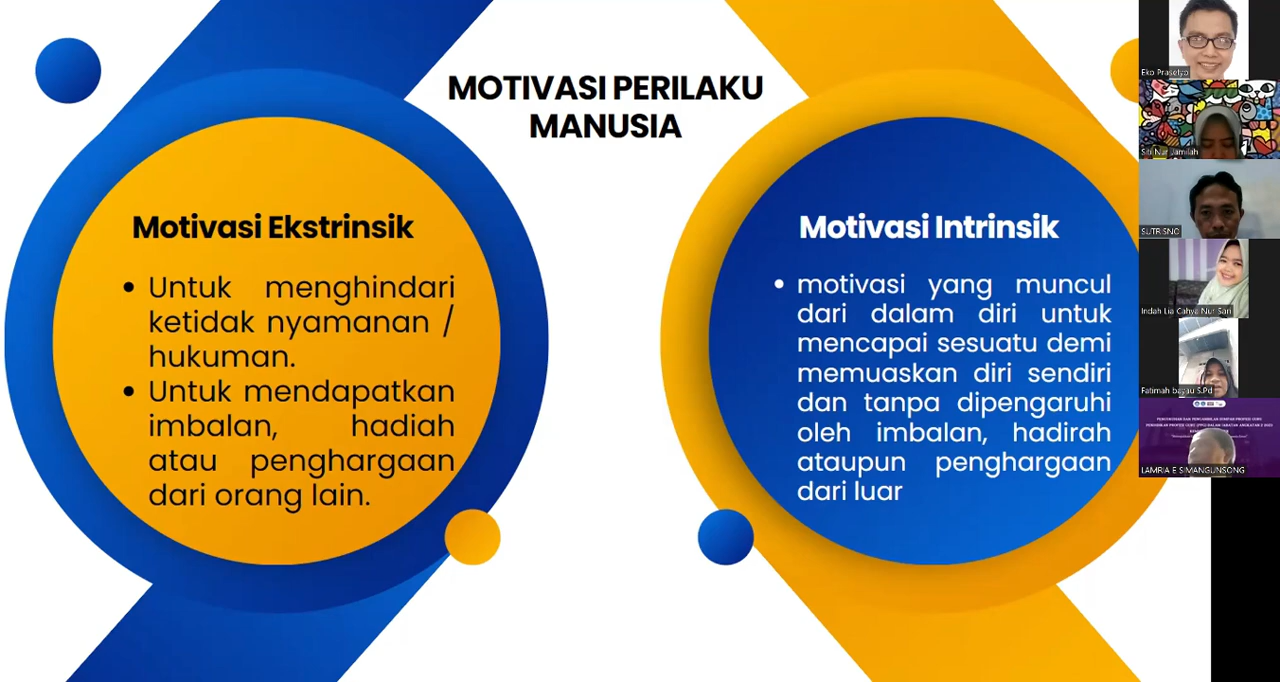 MOTIVASI PERILAKU
MANUSIA
Motivasi Ekstrinsik
• Untuk menghindari
ketidak nyamanan /
hukuman.
• Untuk mendapatkan
imbalan, hadiah
atau penghargaan
dari orang lain.
Motivasi Intrinsik
• motivasi yang muncul
dari dalam diri untuk
mencapai sesuatu demi
memuaskan diri sendiri
dan tanpa dipengaruhi
oleh imbalan, hadirah
ataupun penghargaan
dari luar
Eko Prasetyo
Siti Nur Jamilah
SUTRISNO
Indah Lia Cahya Nur Sari
Fatimah bayau S.Pd
LAMRIA E SIMANGUNSONG